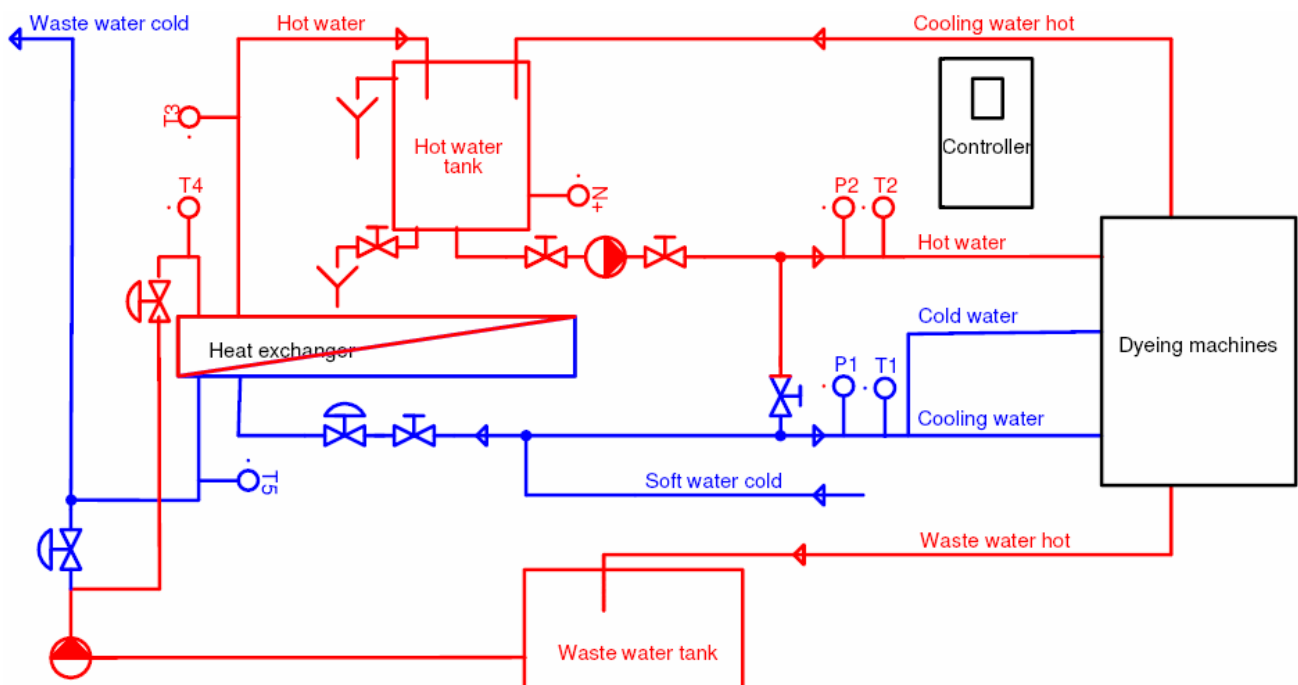 Waste water cold
Hot water
Cooling water hot
T3
Hot water
tank
Controller
T4
N+
P2
T2
Hot water
Cold water
Heat exchanger
Dyeing machines
P1
T1
Cooling water
T5
Soft water cold
Waste water hot
Waste water tank